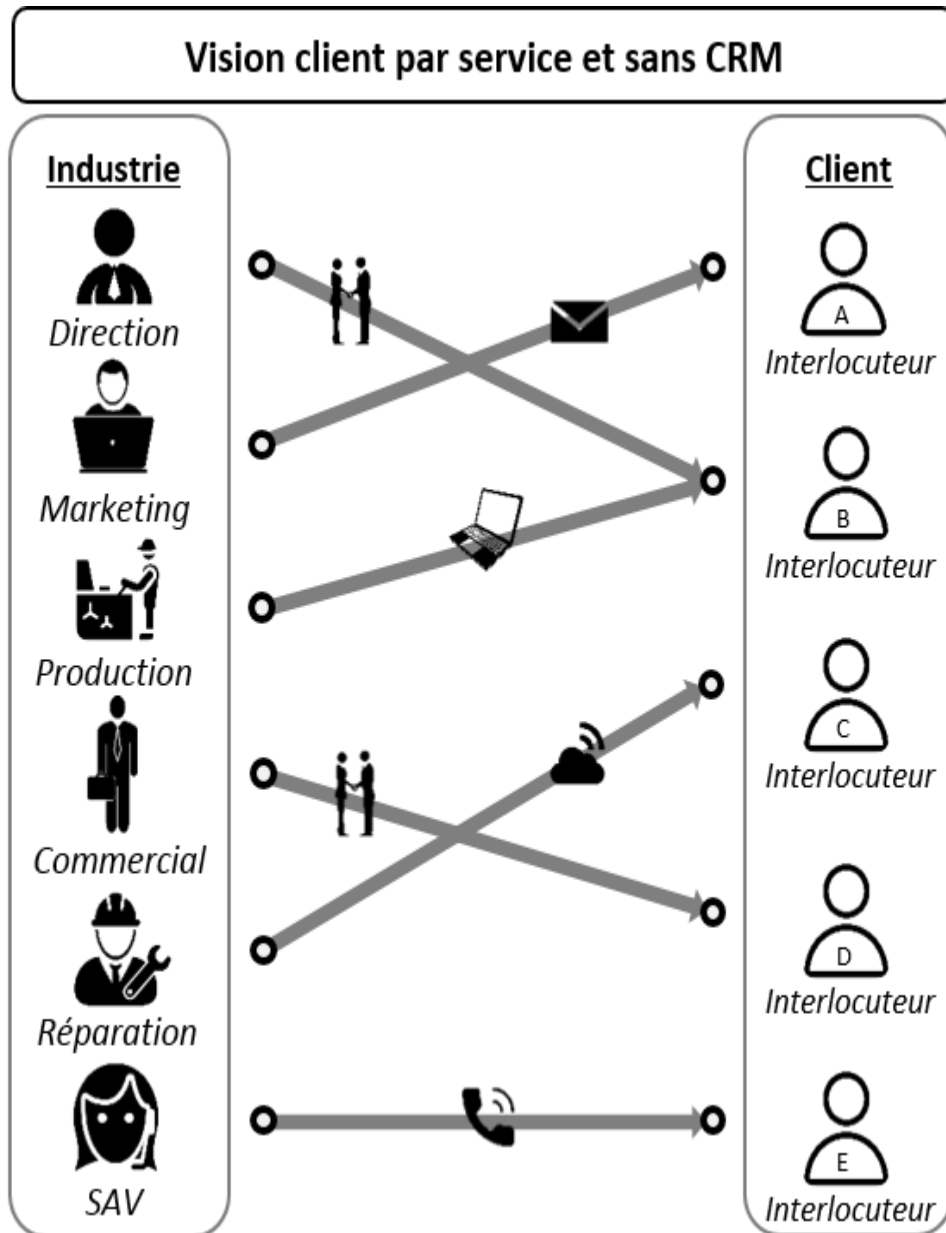 Vision client par service et sans CRM
Industrie
Direction
Marketing
Production
Commercial
Réparation
SAV
Client
A
Interlocuteur
B
Interlocuteur
C
Interlocuteur
D
Interlocuteur
E
Interlocuteur